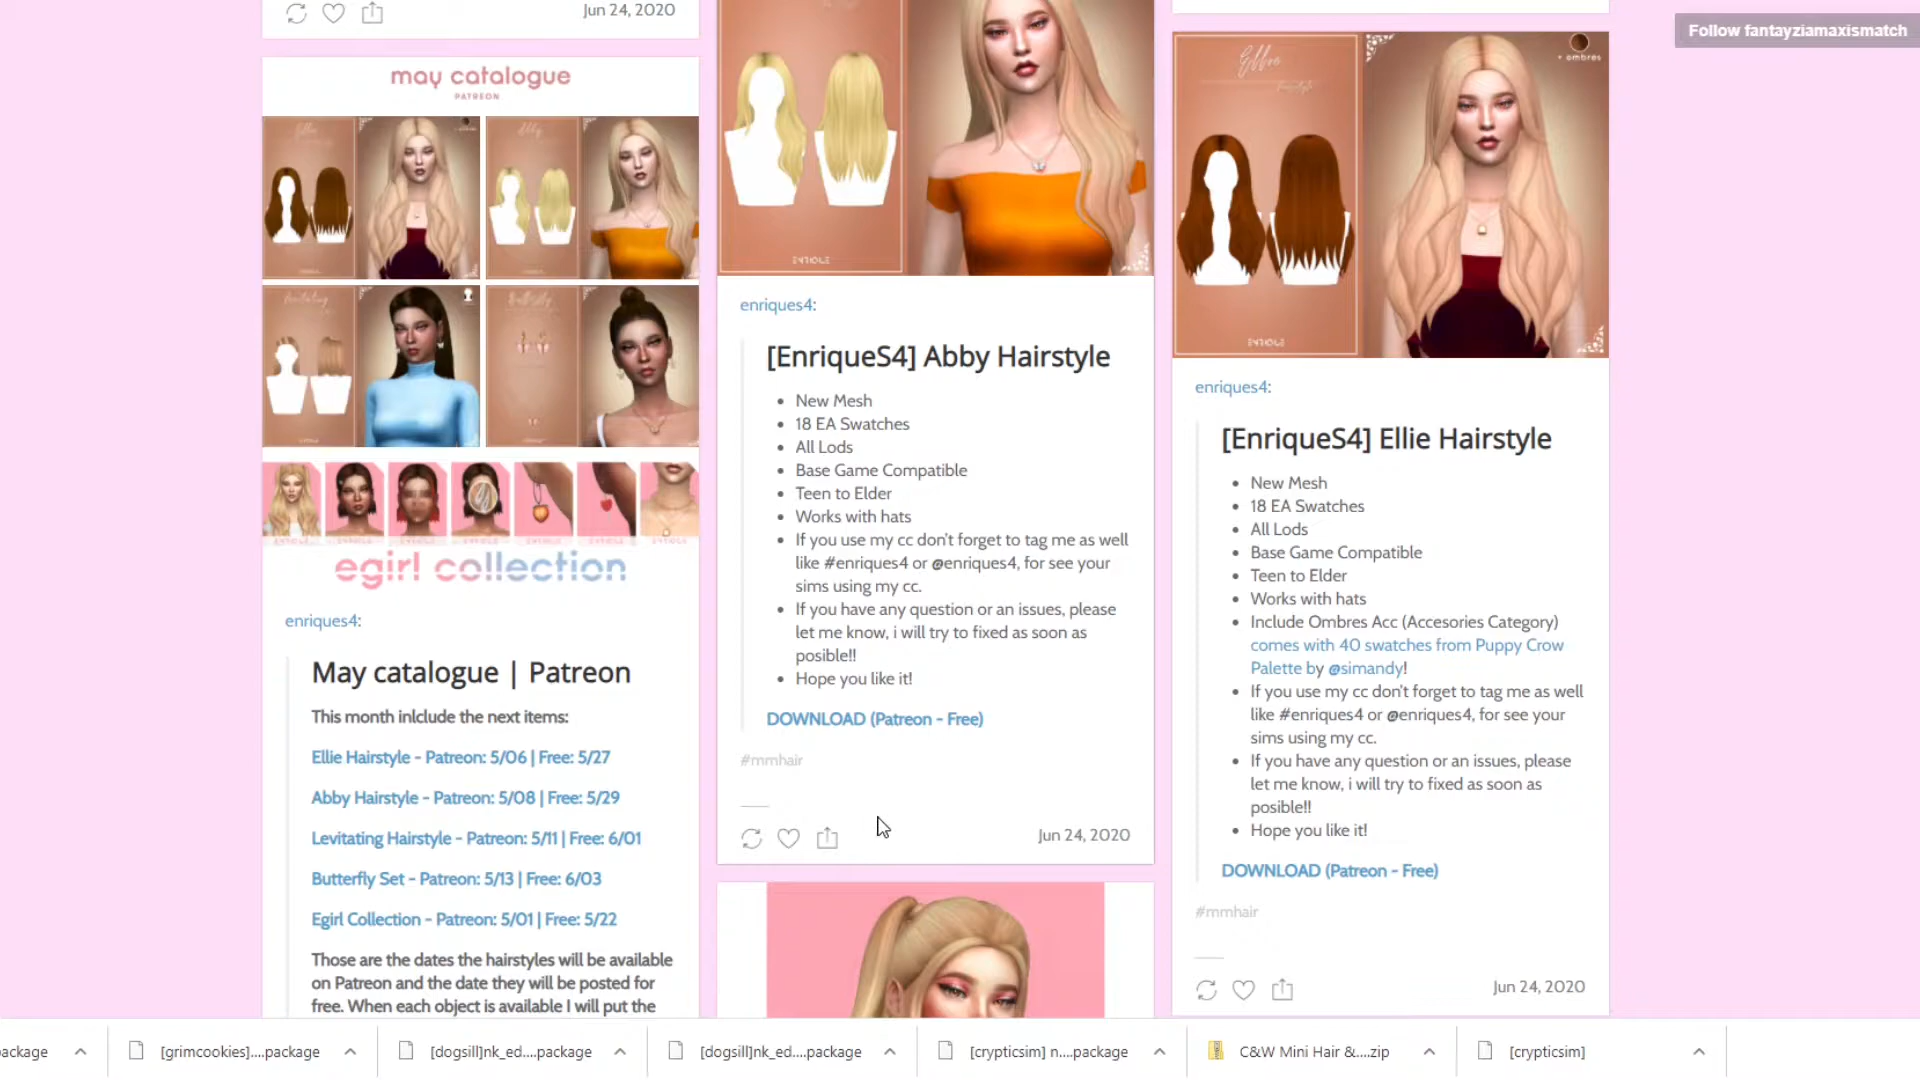 Jun 24, 2020
may catalogue
PATREON
egirl collection
enriques4:
May catalogue | Patreon
This month inlclude the next items:
Ellie Hairstyle - Patreon: 5/06 | Free: 5/27
Abby Hairstyle - Patreon: 5/08 | Free: 5/29
Levitating Hairstyle - Patreon: 5/11 | Free: 6/01
Butterfly Set - Patreon: 5/13 | Free: 6/03
Egirl Collection - Patreon: 5/01 | Free: 5/22
Those are the dates the hairstyles will be available
on Patreon and the date they will be posted for
free. When each object is available I will put the
enriques4:
[EnriqueS4] Abby Hairstyle
New Mesh
18 EA Swatches
All Lods
Base Game Compatible
Teen to Elder
Works with hats
If you use my cc don't forget to tag me as well
like #enriques4 or @enriques4, for see your
sims using my cc.
If you have any question or an issues, please
let me know, i will try to fixed as soon as
posible!!
Hope you like it!
DOWNLOAD (Patreon - Free)
#mmhair
Jun 24, 2020
Follow fantayziamaxismatch
+ ombres
enriques4:
[EnriqueS4] Ellie Hairstyle
New Mesh
18 EA Swatches
All Lods
Base Game Compatible
Teen to Elder
Works with hats
Include Ombres Acc (Accesories Category)
comes with 40 swatches from Puppy Crow
Palette by @simandy!
If you use my cc don't forget to tag me as well
like #enriques4 or @enriques4, for see your
sims using my cc.
If you have any question or an issues, please
let me know, i will try to fixed as soon as
posible!!
Hope you like it!
DOWNLOAD (Patreon - Free)
#mmhair
Jun 24, 2020
ackage
[grimcookies]....package
[dogsill]nk_ed....package
[dogsill]nk_ed....package
[crypticsim] n....package
C&W Mini Hair &....zip
[crypticsim]